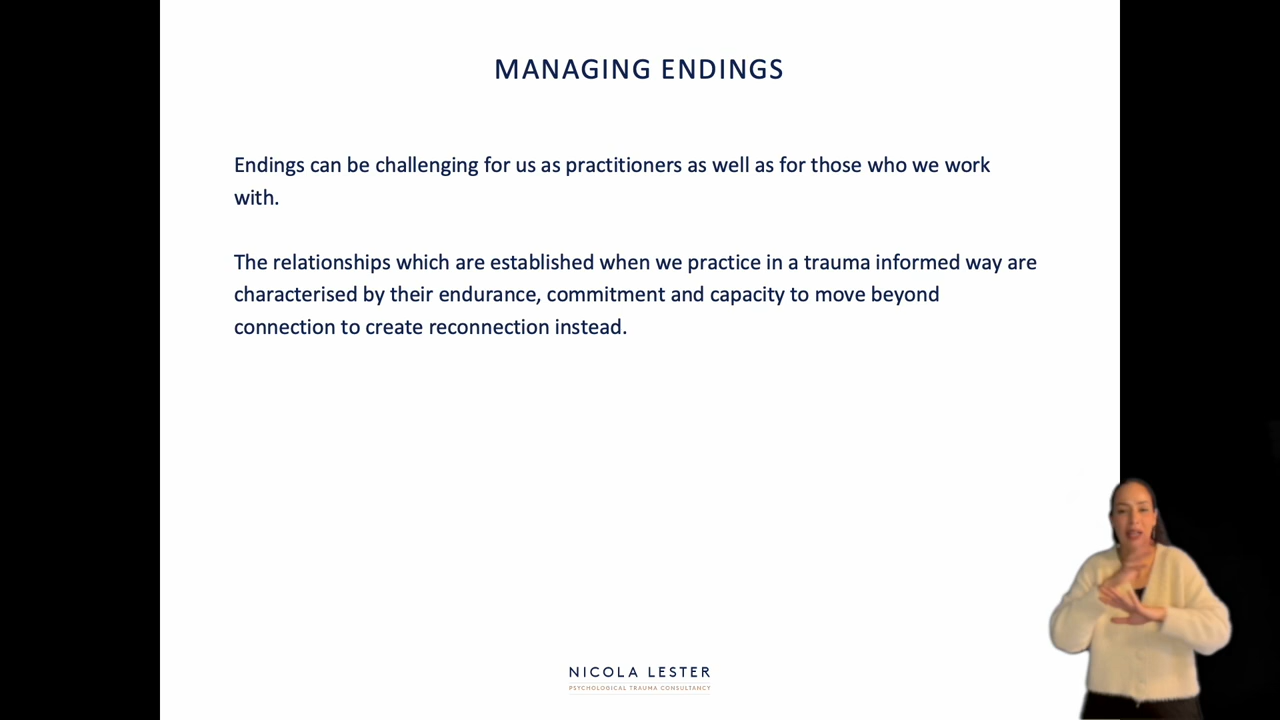 MANAGING ENDINGS
Endings can be challenging for us as practitioners as well as for those who we work
with.
The relationships which are established when we practice in a trauma informed way are
characterised by their endurance, commitment and capacity to move beyond
connection to create reconnection instead.
NICOLA LESTER
PSYCHOLOGICAL TRAUMA CONSULTANCY